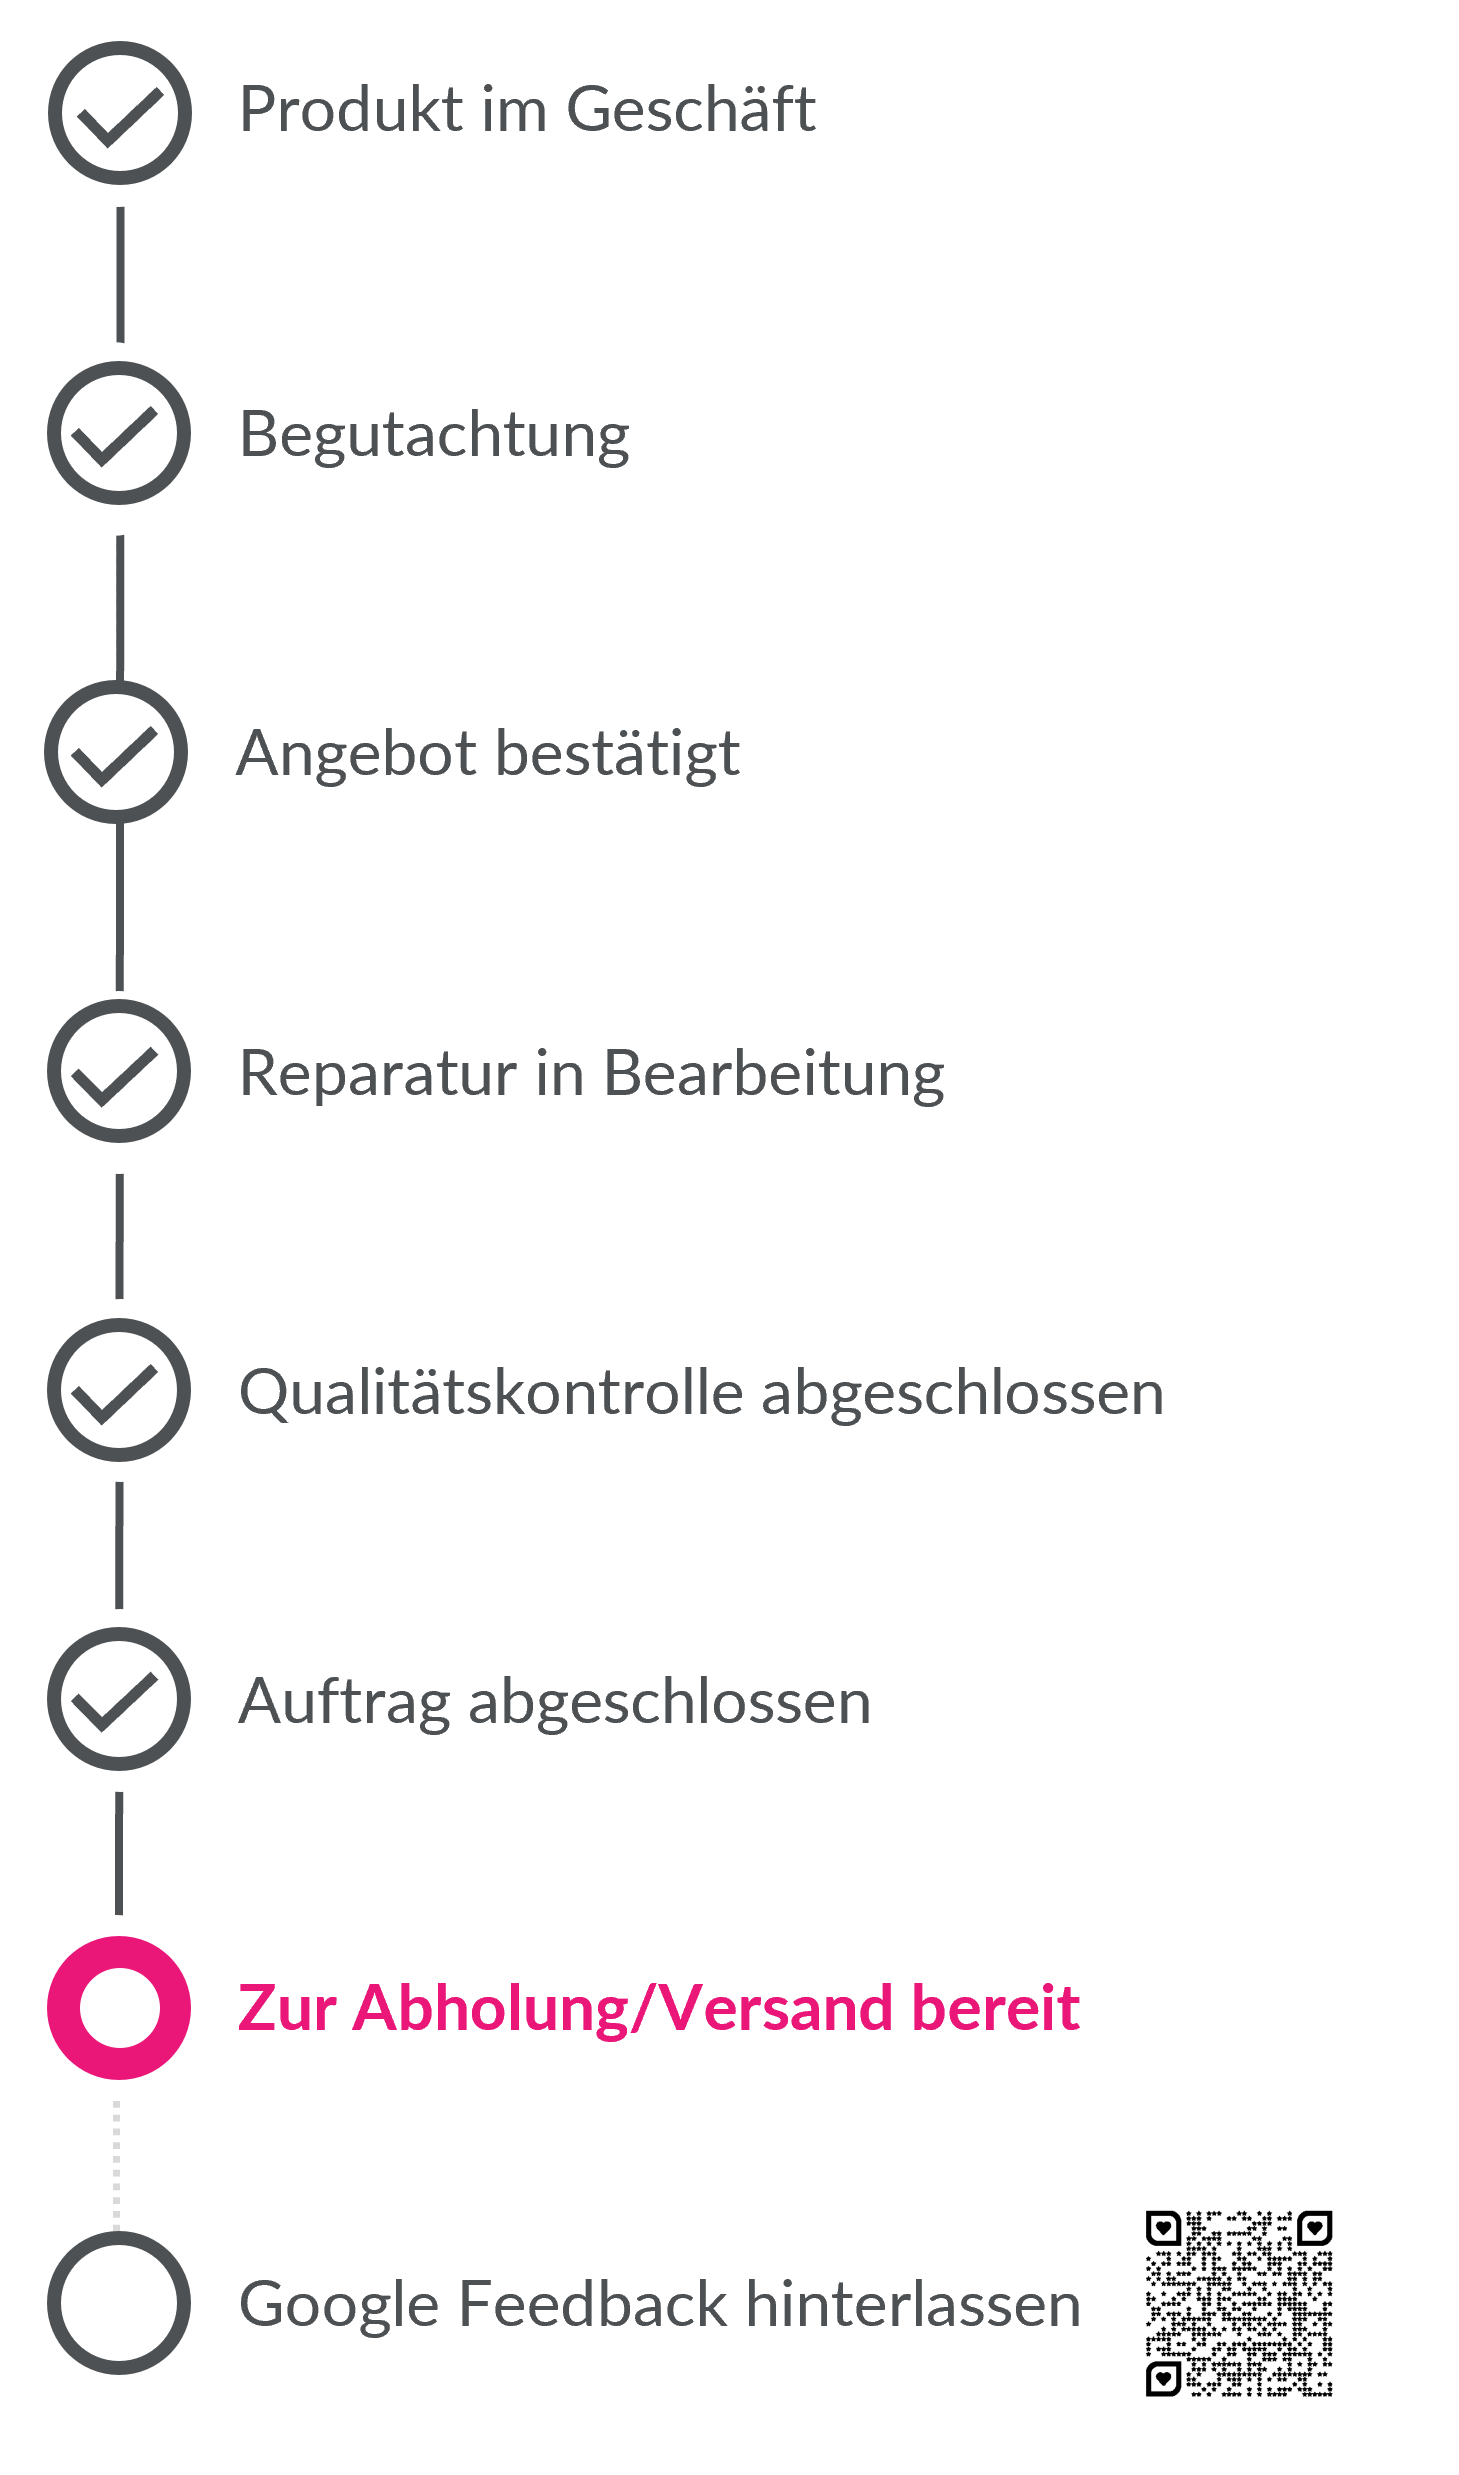 Produkt im Geschäft
Begutachtung
Angebot bestätigt
Reparatur in Bearbeitung
Qualitätskontrolle abgeschlossen
Auftrag abgeschlossen
Zur Abholung/Versand bereit
Google Feedback hinterlassen